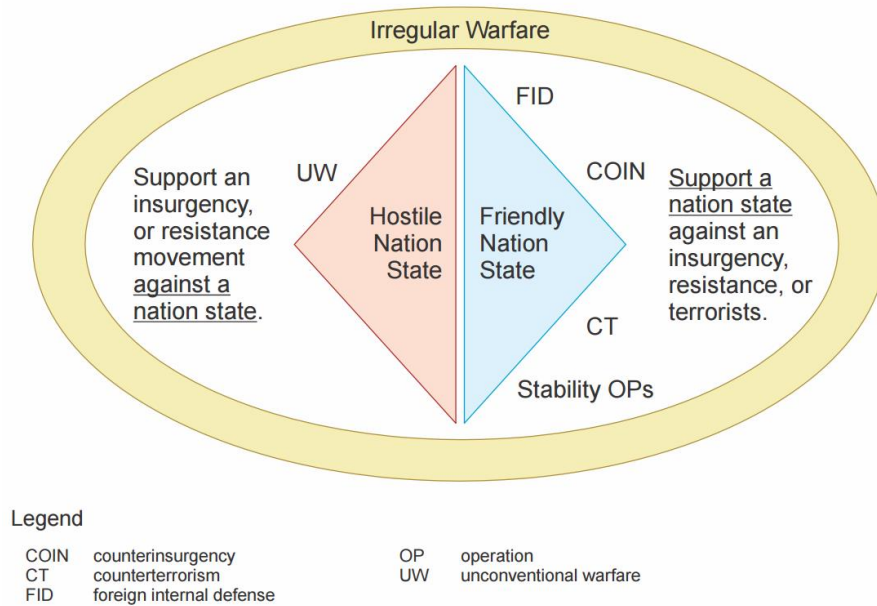 Irregular Warfare
FID
UW
COIN
Support an
insurgency,
or resistance
movement
against a
nation state.
Hostile
Nation
State
Friendly
Nation
State
Support a
nation state
against an
insurgency,
resistance, or
terrorists.
CT
Stability OPs
Legend
COIN counterinsurgency
CT counterterrorism
FID foreign internal defense
OP operation
UW unconventional warfare